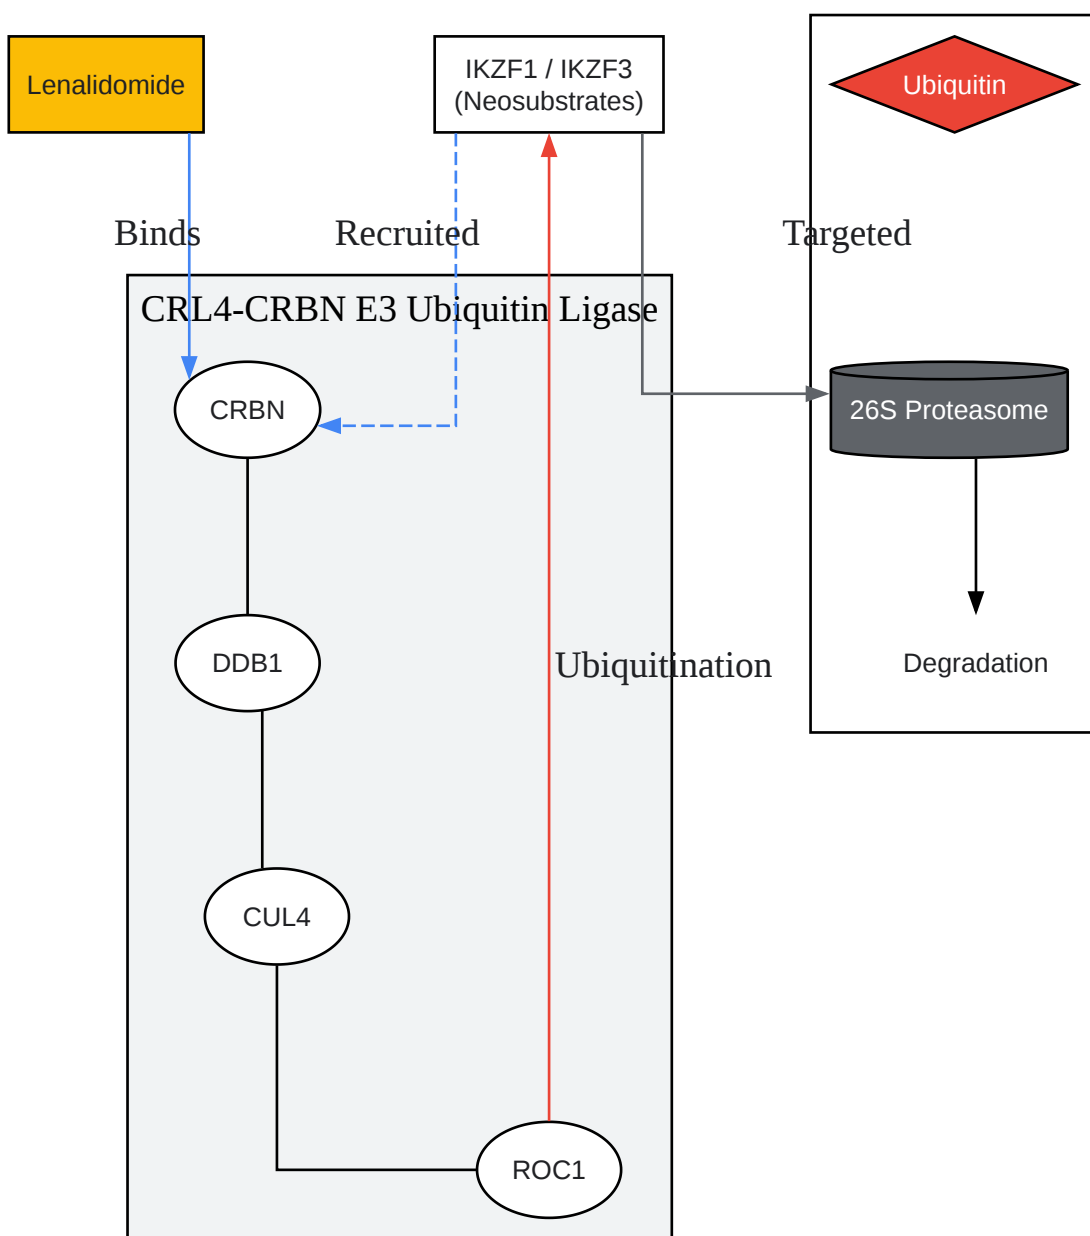 Lenalidomide
IKZF1 / IKZF3
(Neosubstrates)
Ubiquitin
Binds
Recruited
Targeted
CRL4-CRBN E3 Ubiquitin Ligase
CRBN
26S Proteasome
DDB1
Ubiquitination
Degradation
CUL4
ROC1